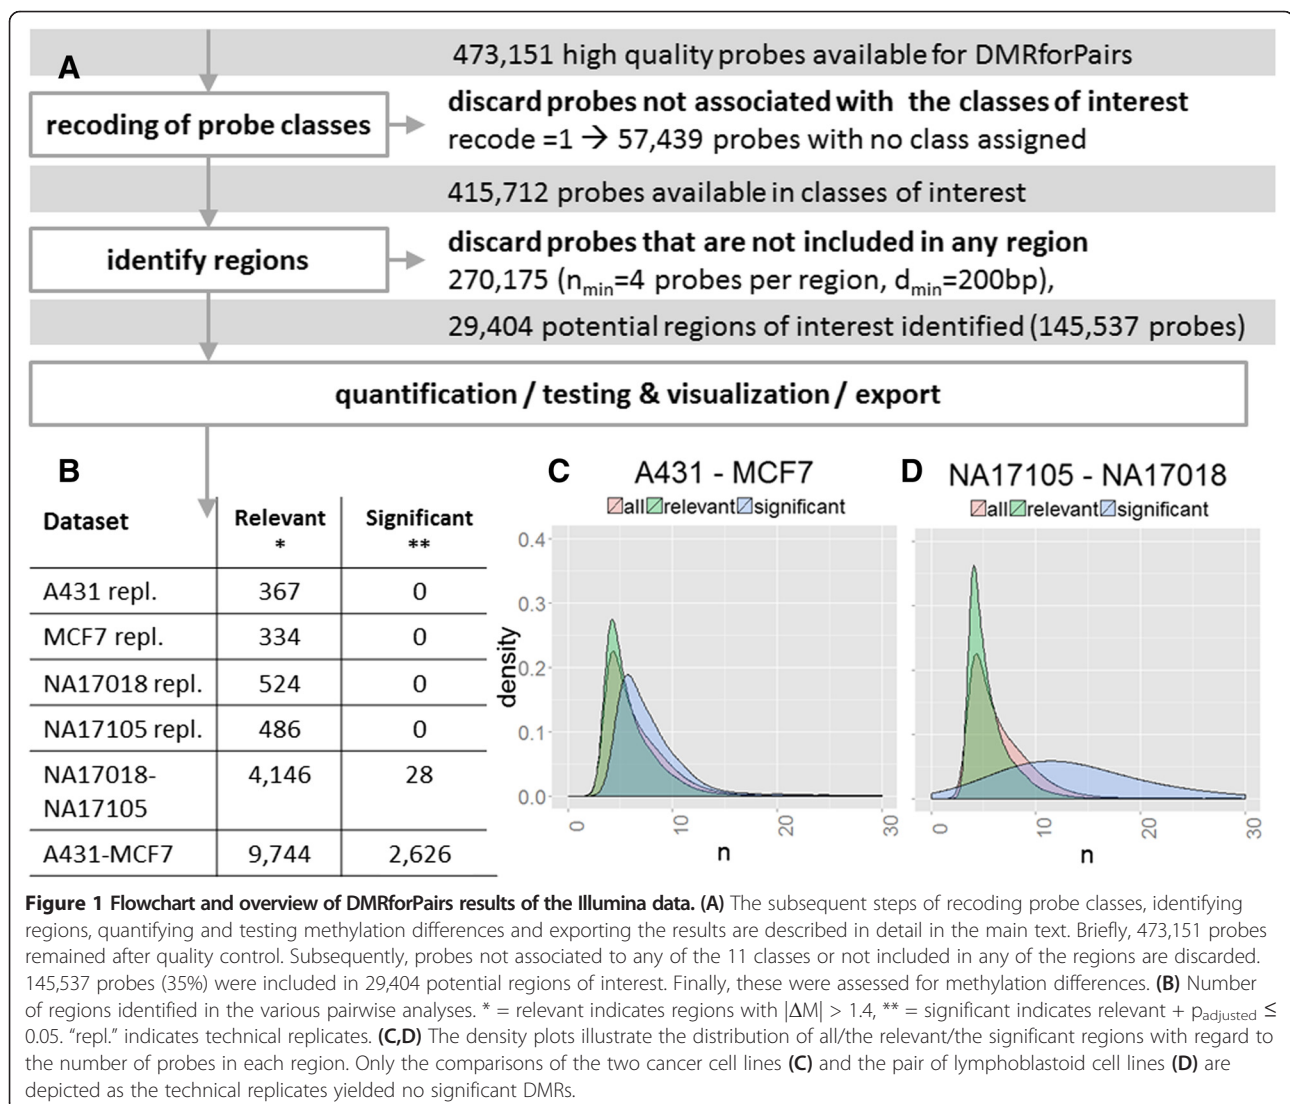 A
473,151 high quality probes available for DMRforPairs
recoding of probe classes
discard probes not associated with the classes of interest
recode =1 → 57,439 probes with no class assigned
415,712 probes available in classes of interest
identify regions
discard probes that are not included in any region
270,175 (nmin=4 probes per region, dmin=200bp),
29,404 potential regions of interest identified (145,537 probes)
quantification / testing & visualization / export
B
Dataset Relevant * Significant **
A431 repl. 367 0
MCF7 repl. 334 0
NA17018 repl. 524 0
NA17105 repl. 486 0
NA17018-NA17105 4,146 28
A431-MCF7 9,744 2,626
C
A431 - MCF7
all relevant significant
density
0.4
0.3
0.2
0.1
0.0
0 10 20 30
n
D
NA17105 - NA17018
all relevant significant
0 10 20 30
n
Figure 1 Flowchart and overview of DMRforPairs results of the Illumina data. (A) The subsequent steps of recoding probe classes, identifying
regions, quantifying and testing methylation differences and exporting the results are described in detail in the main text. Briefly, 473,151 probes
remained after quality control. Subsequently, probes not associated to any of the 11 classes or not included in any of the regions are discarded.
145,537 probes (35%) were included in 29,404 potential regions of interest. Finally, these were assessed for methylation differences. (B) Number
of regions identified in the various pairwise analyses. * = relevant indicates regions with |ΔM| > 1.4, ** = significant indicates relevant + padjusted ≤
0.05. “repl.” indicates technical replicates. (C,D) The density plots illustrate the distribution of all/the relevant/the significant regions with regard to
the number of probes in each region. Only the comparisons of the two cancer cell lines (C) and the pair of lymphoblastoid cell lines (D) are
depicted as the technical replicates yielded no significant DMRs.